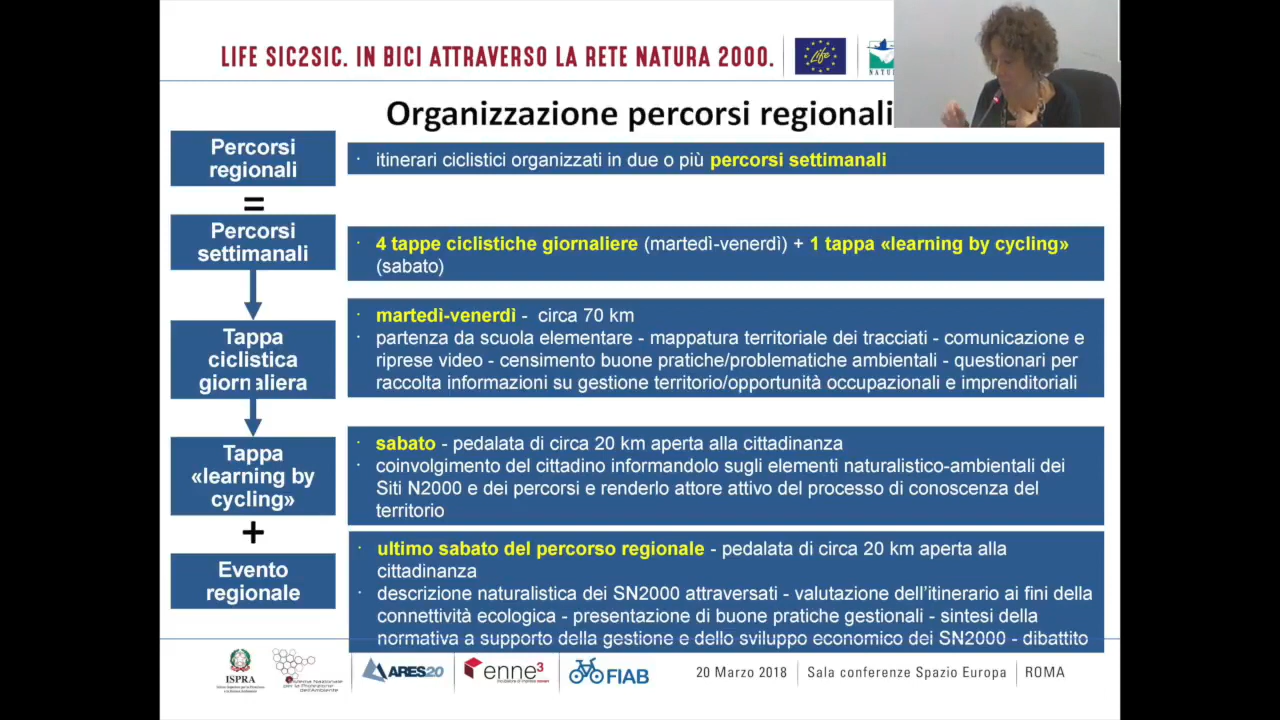 LIFE SIC2SIC. IN BICI ATTRAVERSO LA RETE NATURA 2000.
Life
Organizzazione percorsi regionali
Percorsi
regionali
· itinerari ciclistici organizzati in due o più percorsi settimanali
=
Percorsi
settimanali
· 4 tappe ciclistiche giornaliere (martedì-venerdì) + 1 tappa «learning by cycling»
(sabato)
Tappa
ciclistica
giornaliera
· martedì-venerdì - circa 70 km
· partenza da scuola elementare - mappatura territoriale dei tracciati - comunicazione e
riprese video - censimento buone pratiche/problematiche ambientali - questionari per
raccolta informazioni su gestione territorio/opportunità occupazionali e imprenditoriali
Tappa
«learning by
cycling»
· sabato - pedalata di circa 20 km aperta alla cittadinanza
· coinvolgimento del cittadino informandolo sugli elementi naturalistico-ambientali dei
Siti N2000 e dei percorsi e renderlo attore attivo del processo di conoscenza del
territorio
+
Evento
regionale
· ultimo sabato del percorso regionale - pedalata di circa 20 km aperta alla
cittadinanza
· descrizione naturalistica dei SN2000 attraversati - valutazione dell'itinerario ai fini della
connettività ecologica - presentazione di buone pratiche gestionali - sintesi della
normativa a supporto della gestione e dello sviluppo economico dei SN2000 - dibattito
ISPRA
ARES20
enne3
FIAB
20 Marzo 2018
Sala conferenze Spazio Europa
ROMA